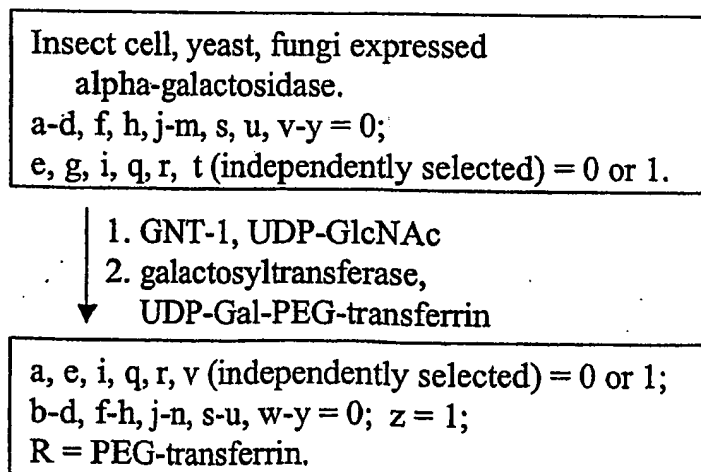 Insect cell, yeast, fungi expressed
alpha-galactosidase.
a-d, f, h, j-m, s, u, v-y = 0;
e, g, i, q, r, t (independently selected) = 0 or 1.
1. GNT-1, UDP-GlcNAc
2. galactosyltransferase,
UDP-Gal-PEG-transferrin
a, e, i, q, r, v (independently selected) = 0 or 1;
b-d, f-h, j-n, s-u, w-y = 0; z = 1;
R = PEG-transferrin.